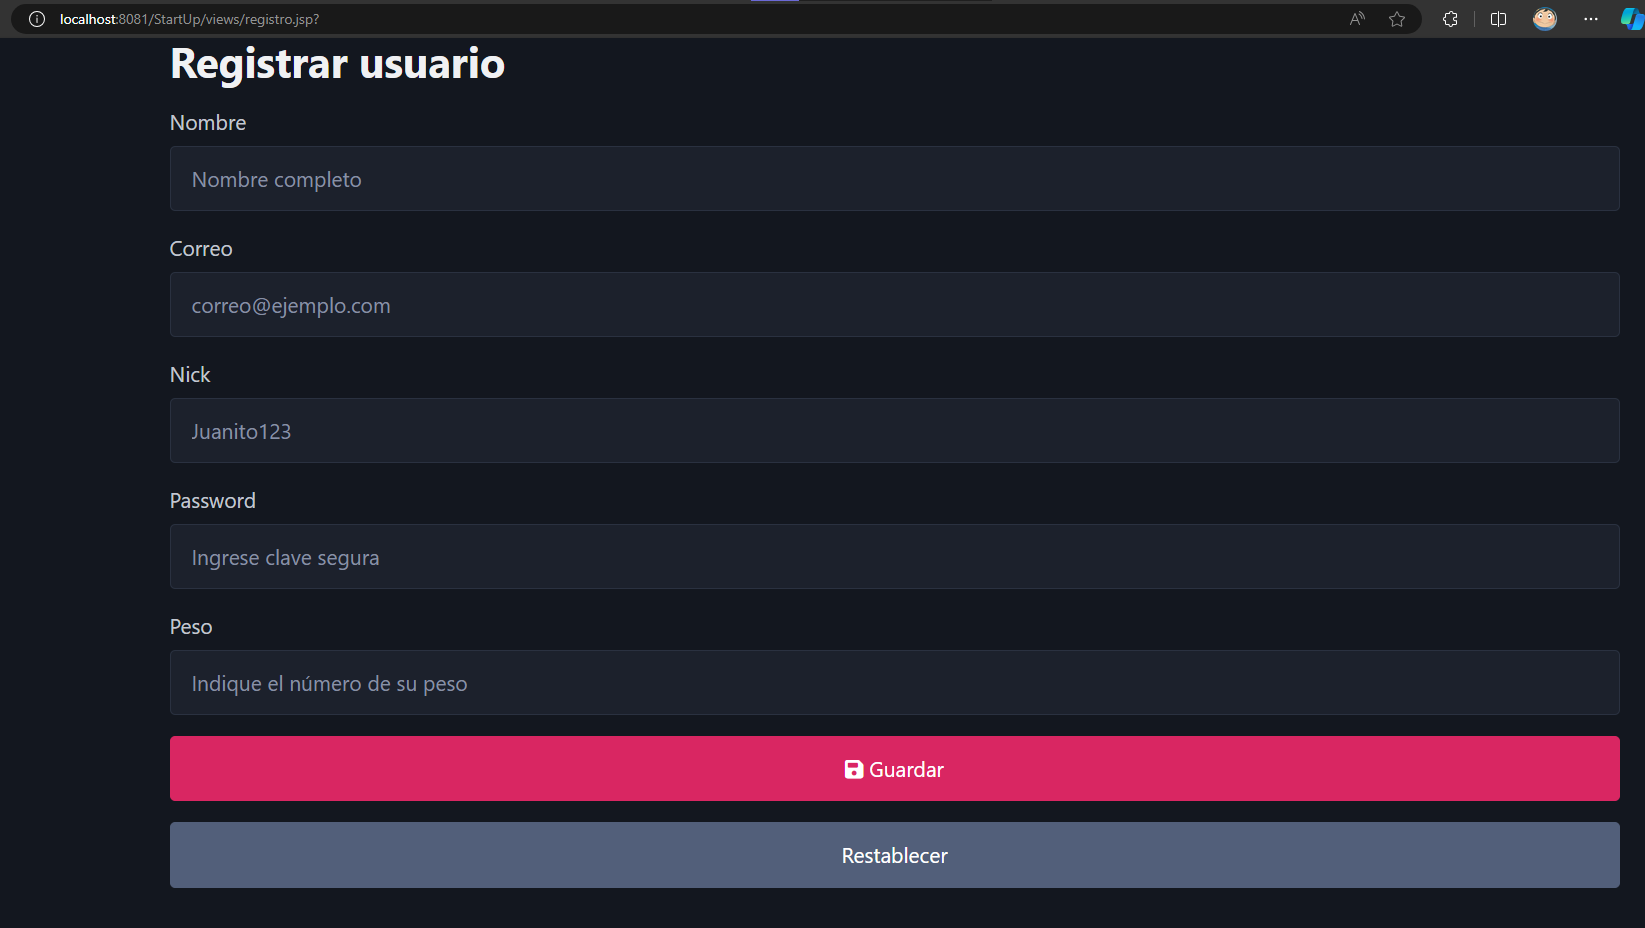 localhost:8081/StartUp/views/registro.jsp?
Registrar usuario
Nombre
Nombre completo
Correo
correo@ejemplo.com
Nick
Juanito123
Password
Ingrese clave segura
Peso
Indique el número de su peso
Guardar
Restablecer